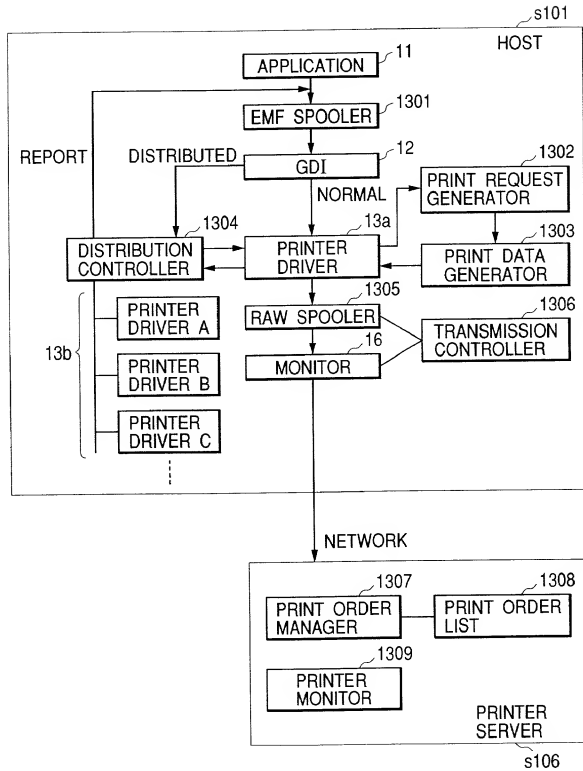 s101
HOST
11
APPLICATION
1301
EMF SPOOLER
REPORT
DISTRIBUTED
12
GDI
NORMAL
1302
PRINT REQUEST
GENERATOR
1304
DISTRIBUTION
CONTROLLER
13a
PRINTER
DRIVER
1303
PRINT DATA
GENERATOR
1305
RAW SPOOLER
1306
TRANSMISSION
CONTROLLER
16
MONITOR
13b
PRINTER
DRIVER A
PRINTER
DRIVER B
PRINTER
DRIVER C
NETWORK
1307
PRINT ORDER
MANAGER
1308
PRINT ORDER
LIST
1309
PRINTER
MONITOR
PRINTER
SERVER
s106